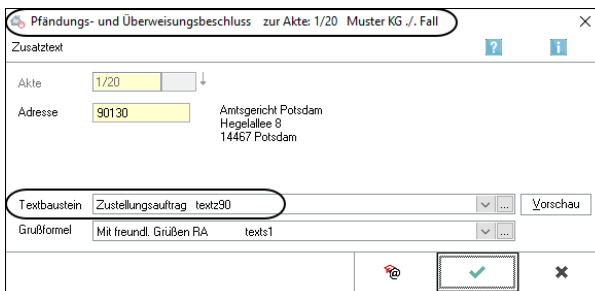 Pfändungs- und Überweisungsbeschluss zur Akte: 1/20 Muster KG ./. Fall
Zusatztext
Akte 1/20
Adresse 90130 Amtsgericht Potsdam
Hegelallee 8
14467 Potsdam
Textbaustein Zustellungsauftrag textz90 ... Vorschau
Grußformel Mit freundl. Grüßen RA texts1 ...